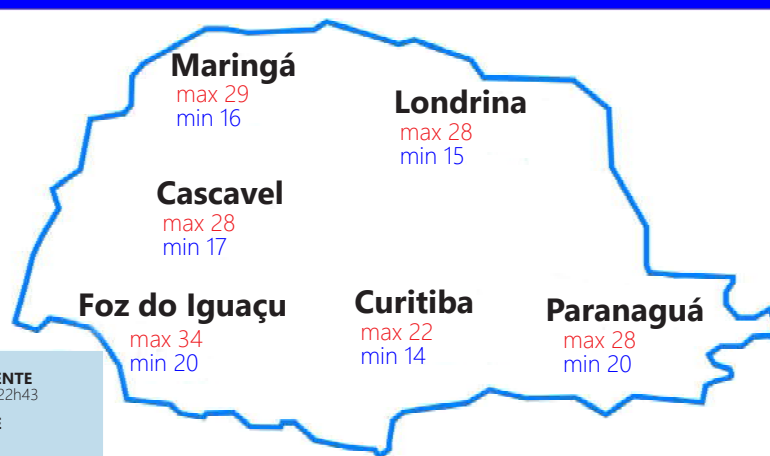 Maringá
max 29
min 16
Londrina
max 28
min 15
Cascavel
max 28
min 17
Foz do Iguaçu
max 34
min 20
Curitiba
max 22
min 14
Paranaguá
max 28
min 20
22h43